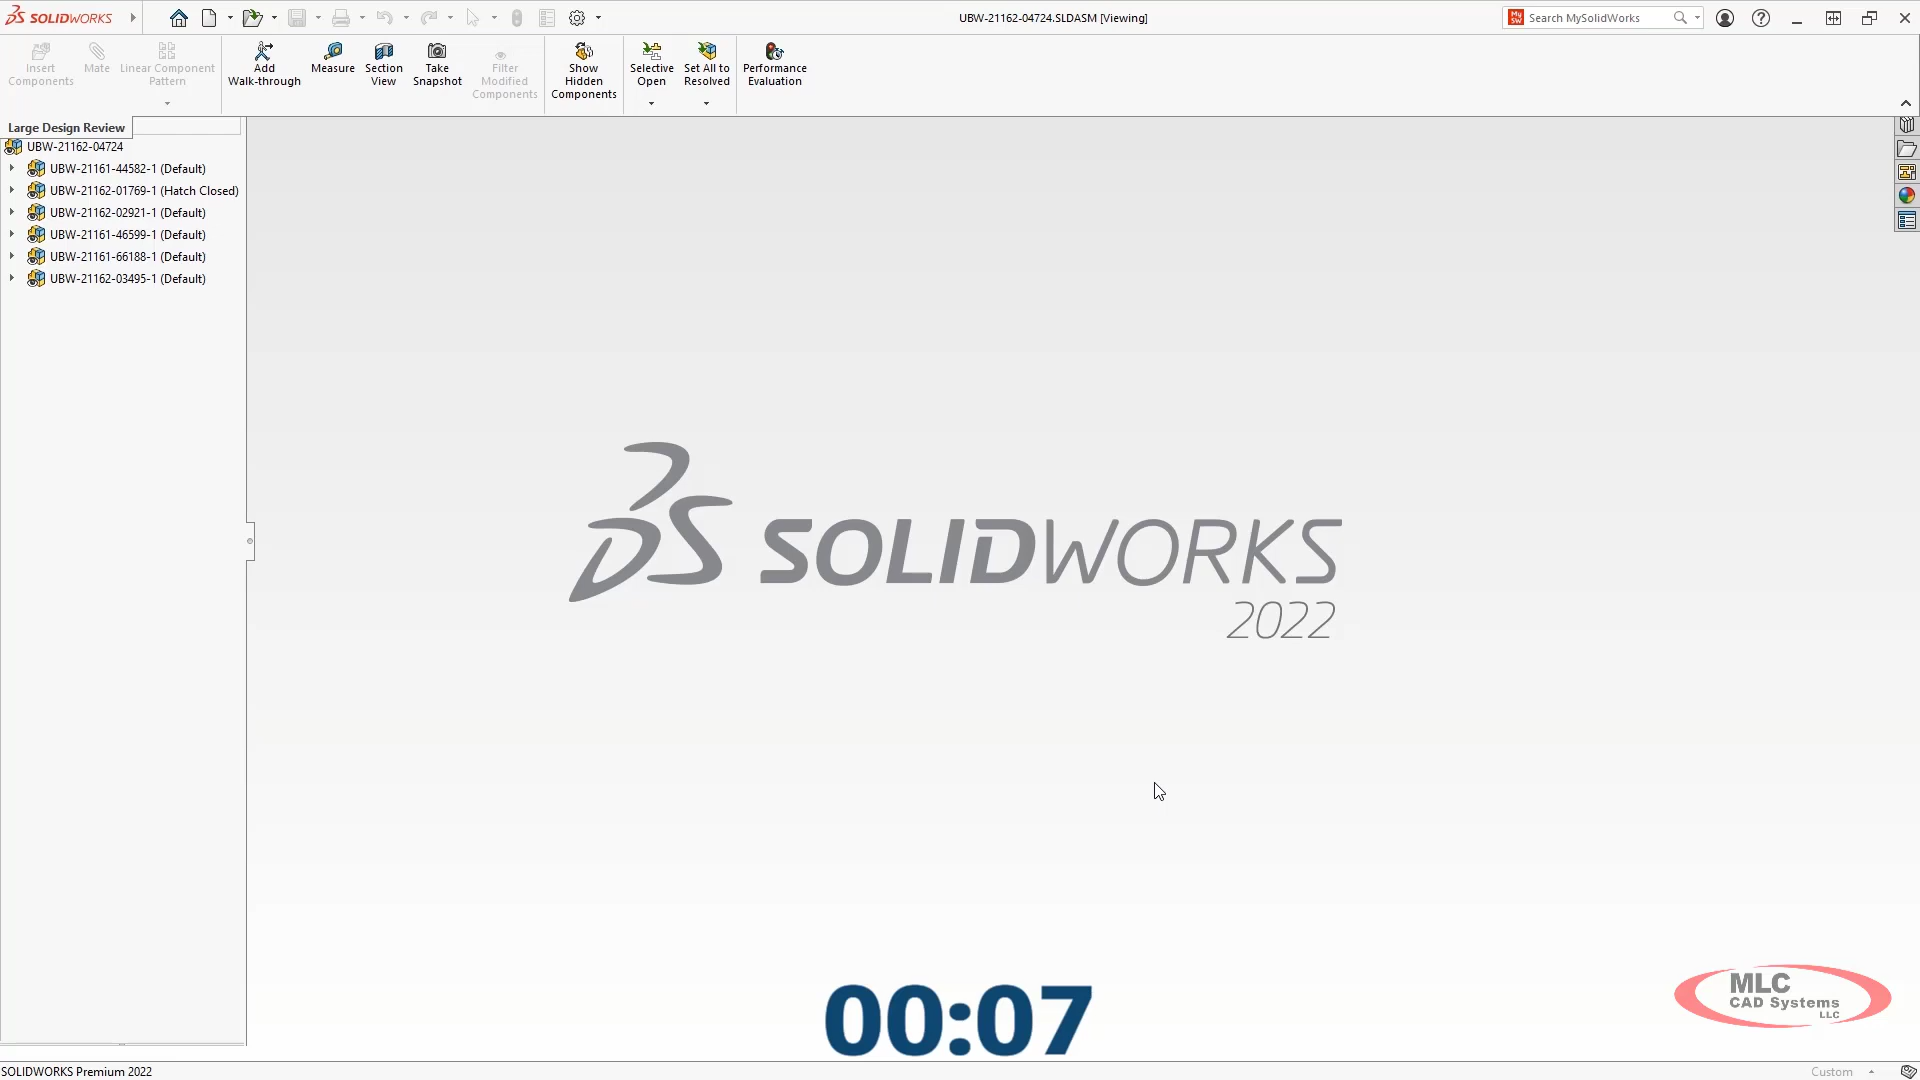 SOLIDWORKS
UBW-21162-04724.SLDASM [Viewing]
My
SW
Search MySolidWorks
Insert
Components
Mate
Linear Component
Pattern
Add
Walk-through
Measure
Section
View
Take
Snapshot
Filter
Modified
Components
Show
Hidden
Components
Selective
Open
Set All to
Resolved
Performance
Evaluation
Large Design Review
UBW-21162-04724
UBW-21161-44582-1 (Default)
UBW-21162-01769-1 (Hatch Closed)
UBW-21162-02921-1 (Default)
UBW-21161-46599-1 (Default)
UBW-21161-66188-1 (Default)
UBW-21162-03495-1 (Default)
SOLIDWORKS
2022
00:07
MLC
CAD Systems
LLC
SOLIDWORKS Premium 2022
Custom